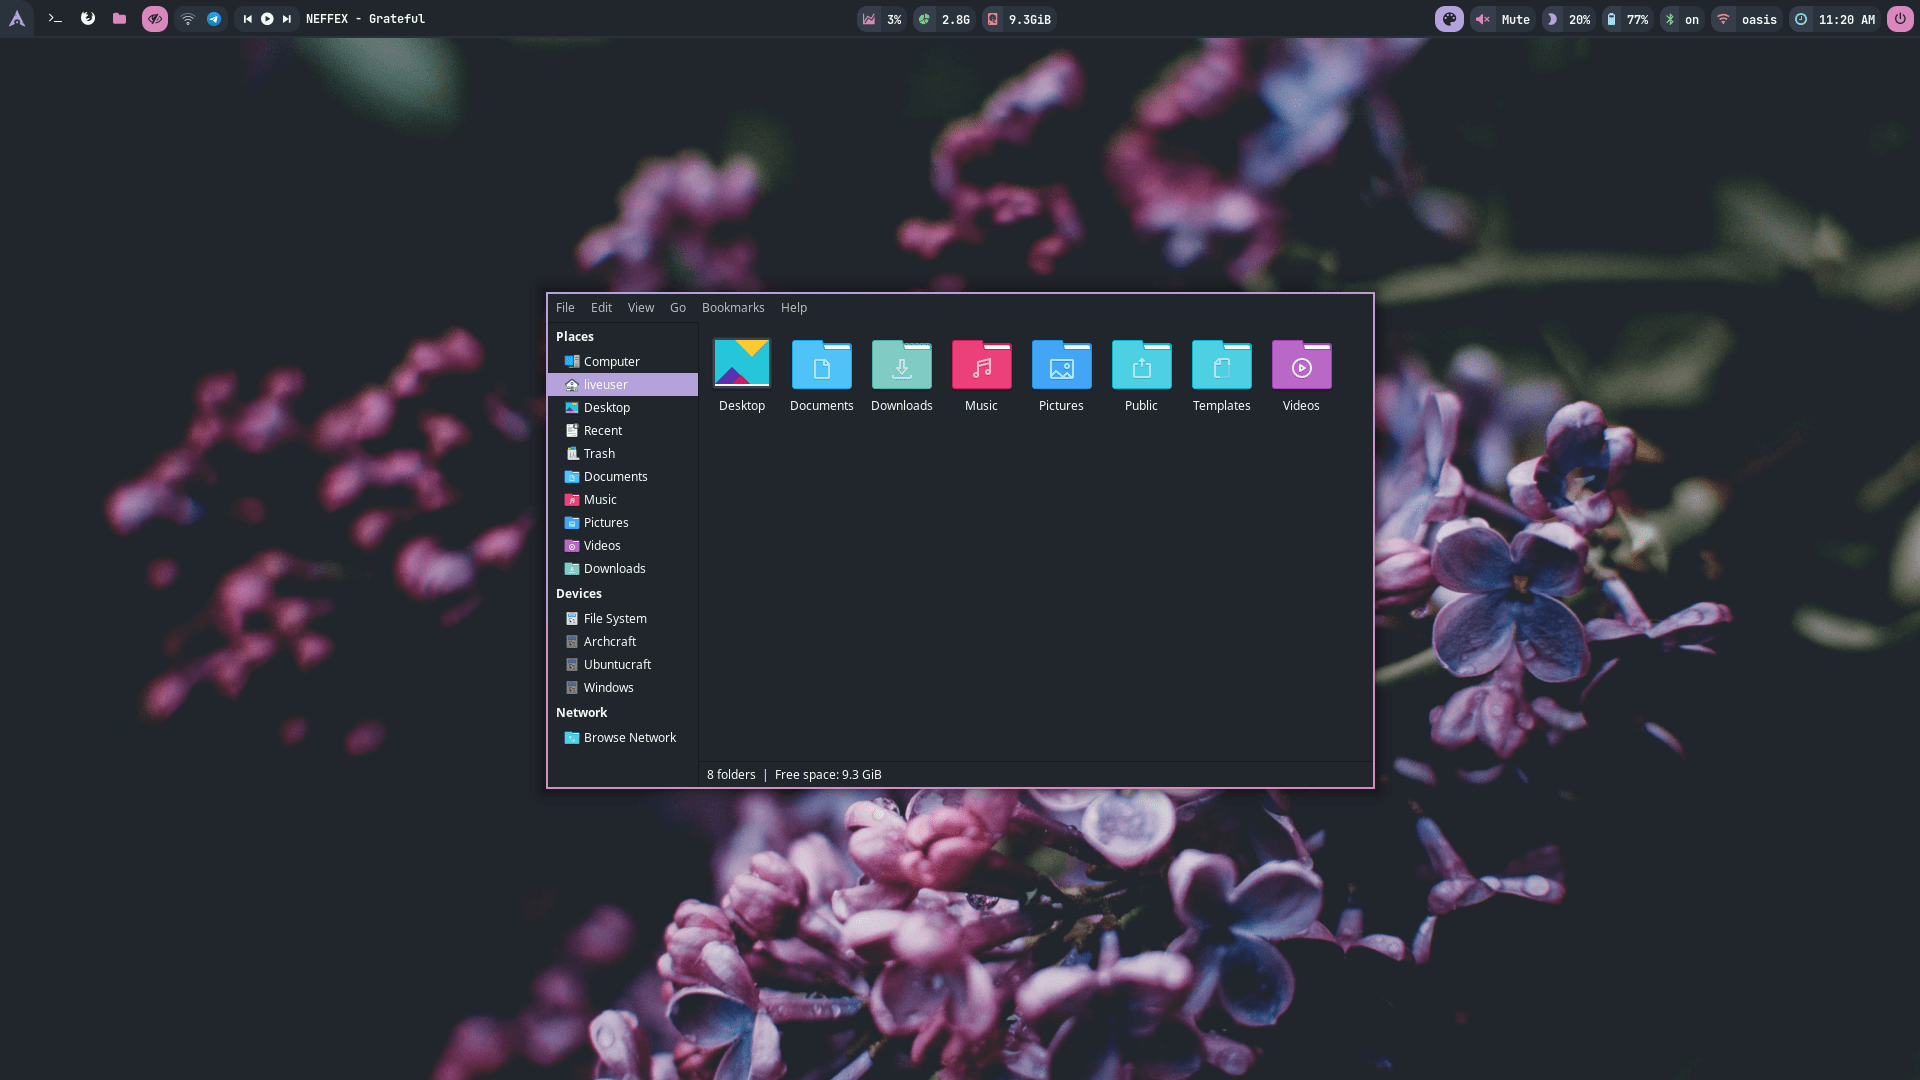 NEFFEX - Grateful
3%
2.8G
9.3GiB
Mute
20%
77%
on
oasis
11:20 AM
File Edit View Go Bookmarks Help
Places
Computer
liveuser
Desktop
Recent
Trash
Documents
Music
Pictures
Videos
Downloads
Devices
File System
Archcraft
Ubuntucraft
Windows
Network
Browse Network
Desktop Documents Downloads Music Pictures Public Templates Videos
8 folders | Free space: 9.3 GiB